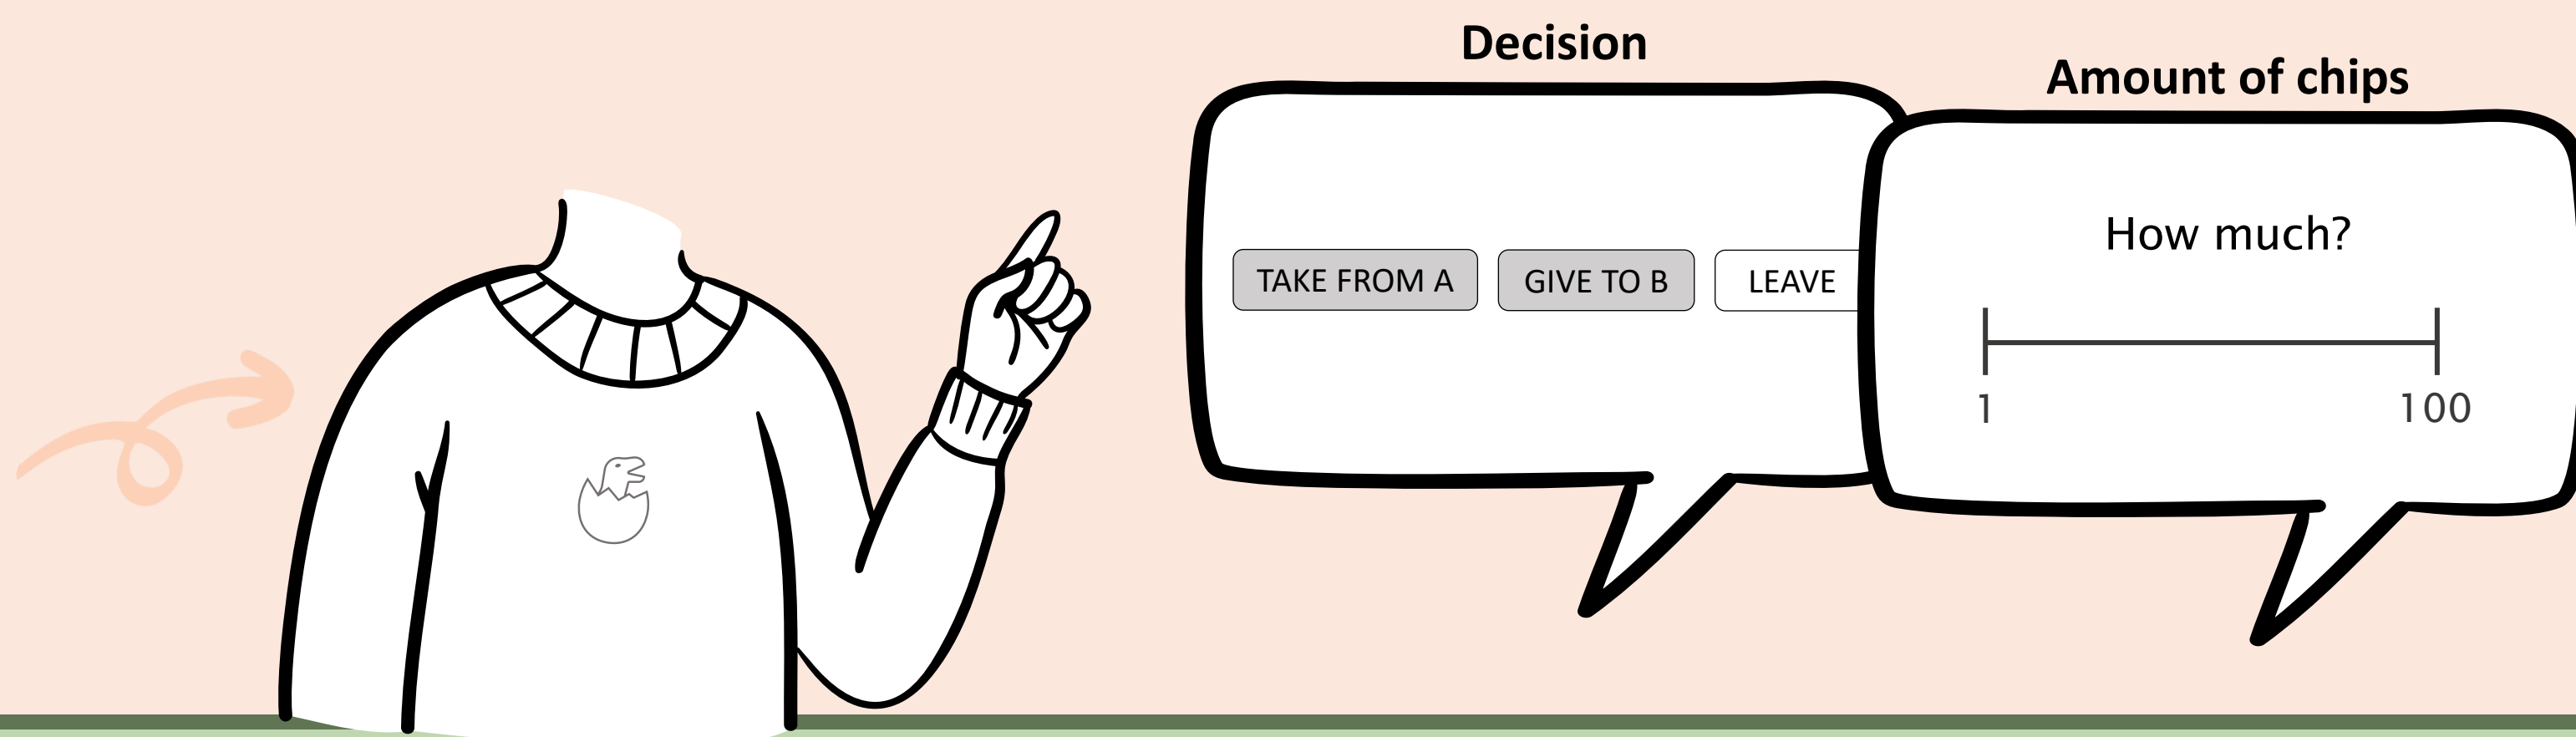 Decision
TAKE FROM A
GIVE TO B
LEAVE
Amount of chips
How much?
1
100